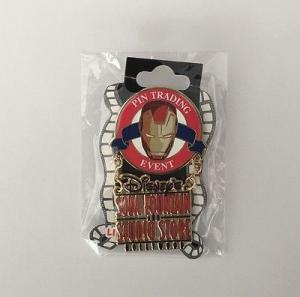 PIN TRADING
EVENT
Disney's
SODA FOUNTAIN
AND
STUDIO STORE